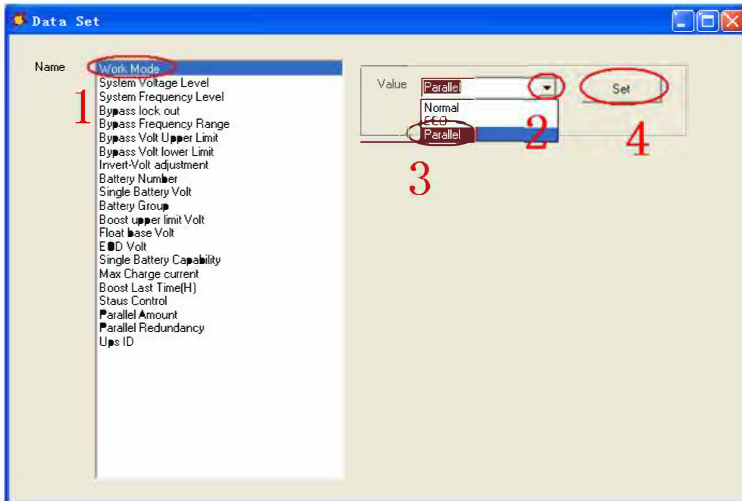 Data Set
Name
Work Mode
System Voltage Level
System Frequency Level
Bypass lock out
Bypass Frequency Range
Bypass Volt Upper Limit
Bypass Volt lower Limit
Invert-Volt adjustment
Battery Number
Single Battery Volt
Battery Group
Boost upper limit Volt
Float base Volt
EOD Volt
Single Battery Capability
Max Charge current
Boost Last Time(H)
Staus Control
Parallel Amount
Parallel Redundancy
Ups ID
1
Value
Parallel
Normal
ECO
Parallel
2
3
Set
4